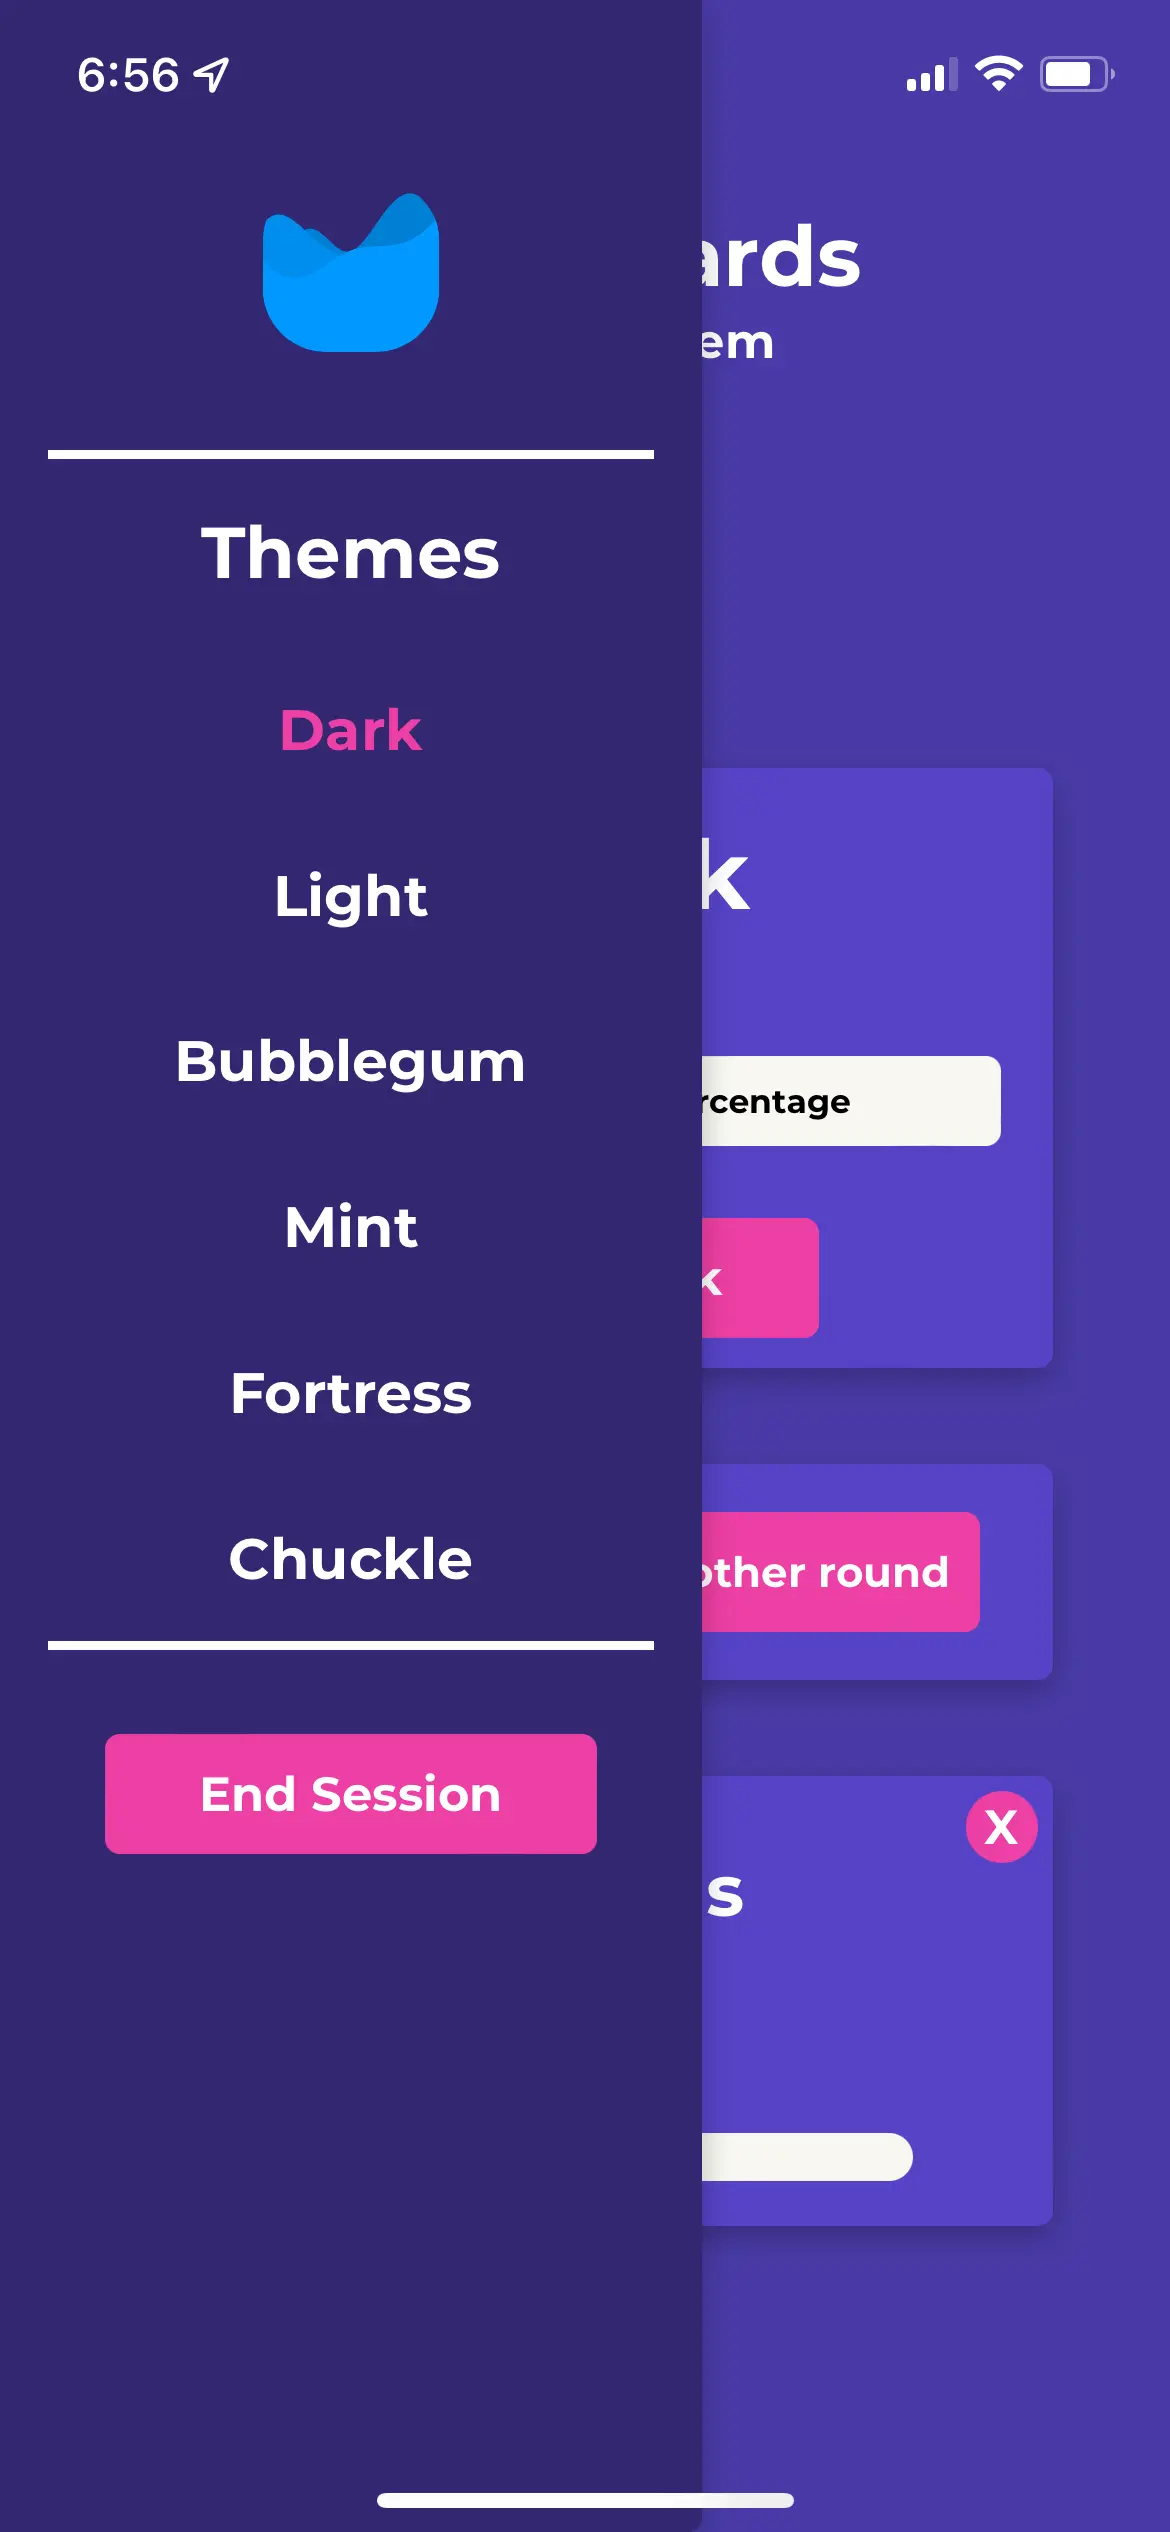 6:56
ards
em
Themes
Dark
k
Light
Bubblegum
rcentage
Mint
k
Fortress
Chuckle
other round
End Session
X
s